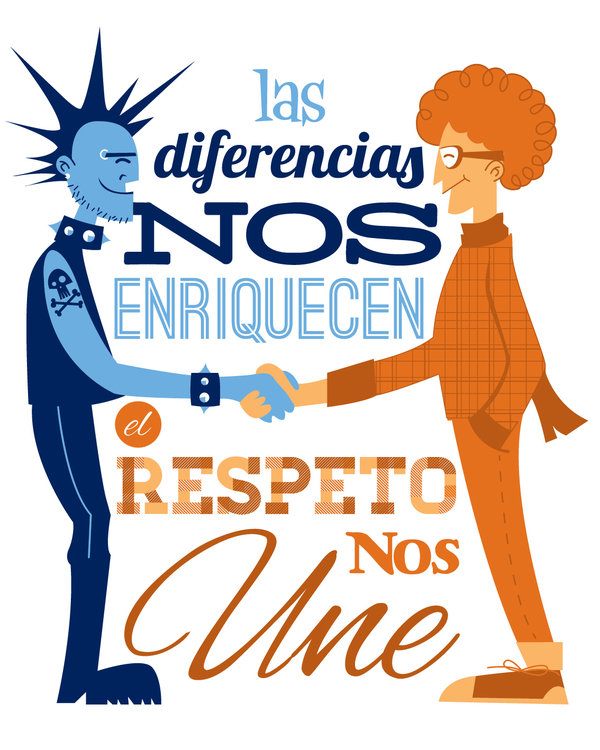 las
diferencias
NOS
ENRIQUECEN
el
RESPETO
Nos
Une